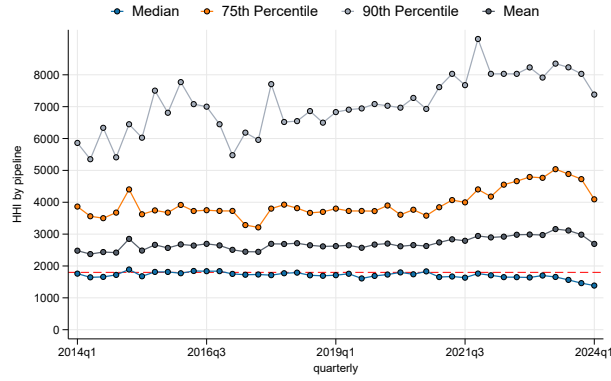 Median 75th Percentile 90th Percentile Mean
HHI by pipeline
8000
7000
6000
5000
4000
3000
2000
1000
0
2014q1 2016q3 2019q1 2021q3 2024q1
quarterly